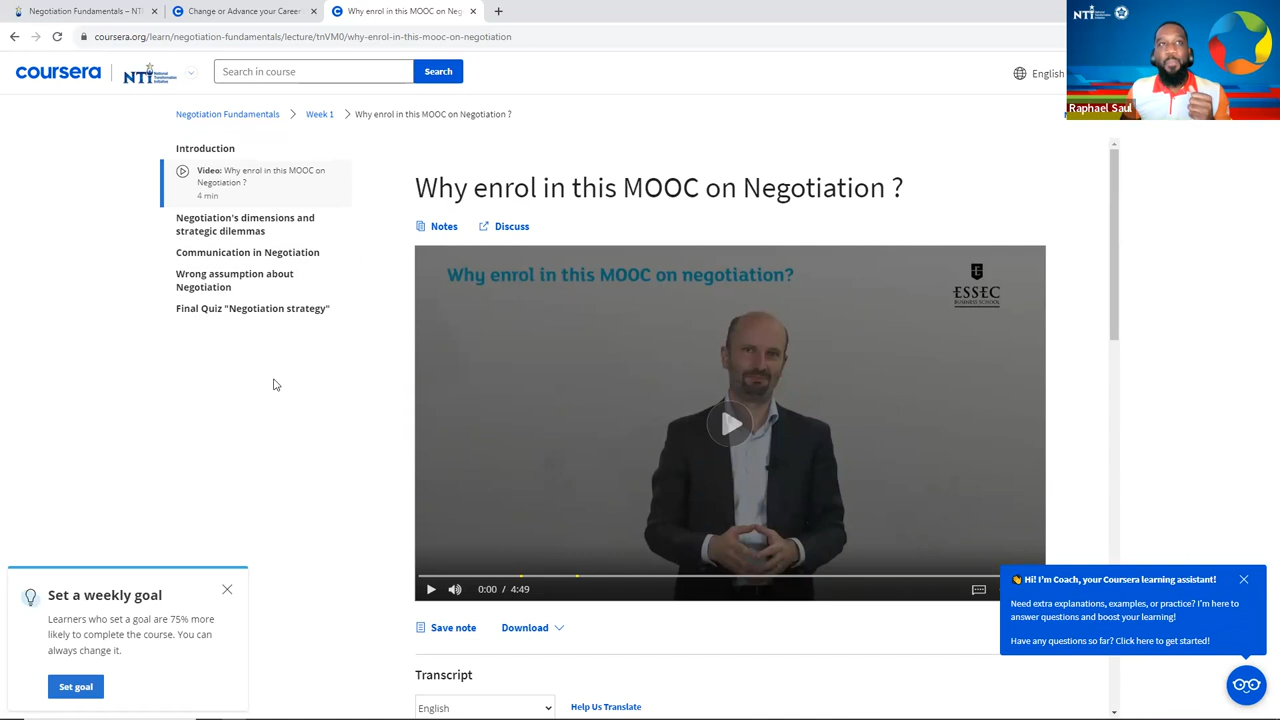 Negotiation Fundamentals – NTI
Change or Advance your Career
Why enrol in this MOOC on Neg
coursera.org/learn/negotiation-fundamentals/lecture/tnVM0/why-enrol-in-this-mooc-on-negotiation
coursera
NTI
National Transformation Initiative
Search in course
Search
English
NTI
Raphael Saul
Negotiation Fundamentals
Week 1
Why enrol in this MOOC on Negotiation ?
Introduction
Video: Why enrol in this MOOC on
Negotiation ?
4 min
Negotiation's dimensions and
strategic dilemmas
Communication in Negotiation
Wrong assumption about
Negotiation
Final Quiz "Negotiation strategy"
Why enrol in this MOOC on Negotiation ?
Notes
Discuss
Why enrol in this MOOC on negotiation?
ESSEC
BUSINESS SCHOOL
0:00 / 4:49
Save note
Download
Transcript
English
Help Us Translate
Set a weekly goal
Learners who set a goal are 75% more
likely to complete the course. You can
always change it.
Set goal
👋 Hi! I'm Coach, your Coursera learning assistant!
Need extra explanations, examples, or practice? I'm here to
answer questions and boost your learning!
Have any questions so far? Click here to get started!